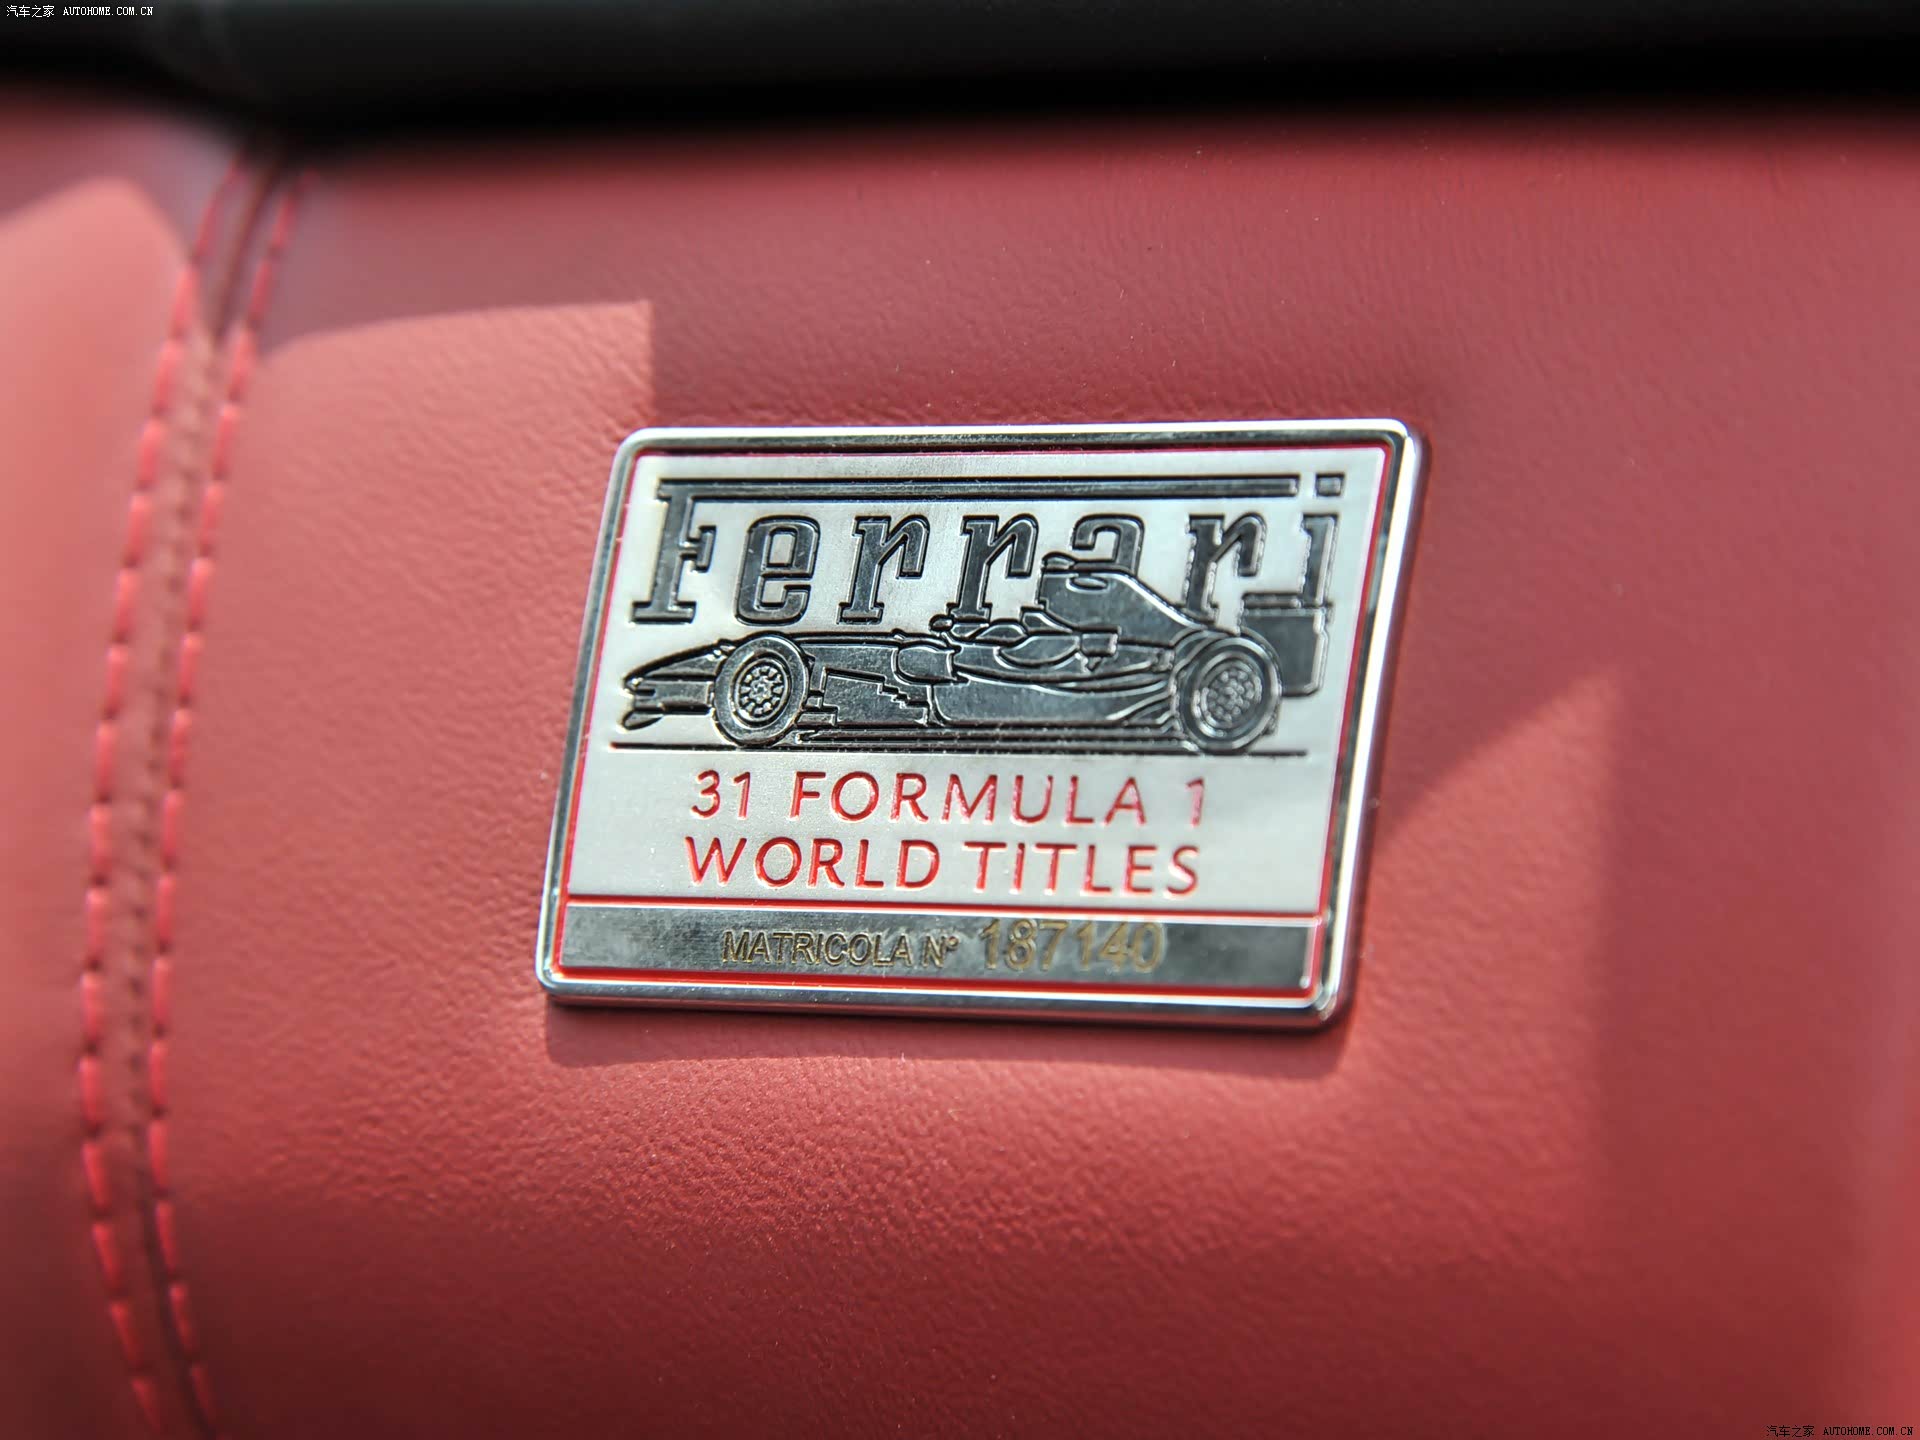 汽车之家 AUTOHOME.COM.CN
Ferrari
31 FORMULA 1
WORLD TITLES
MATRICOLA N° 187140
汽车之家 AUTOHOME.COM.CN